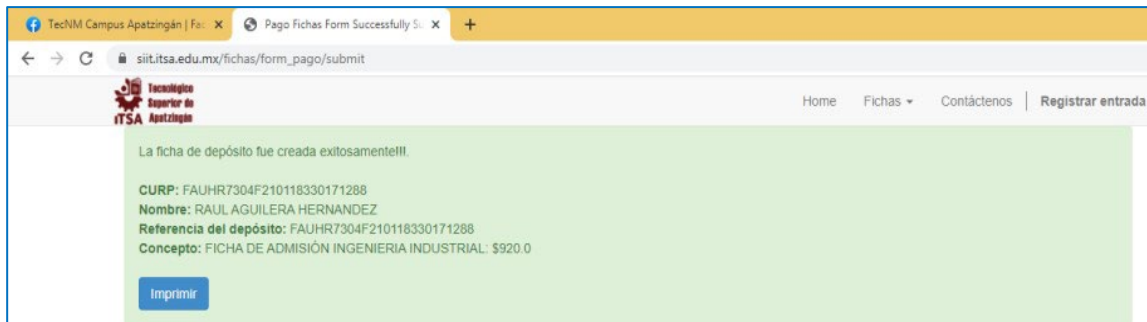 TecNM Campus Apatzingán | Fac
Pago Fichas Form Successfully Su
siit.itsa.edu.mx/fichas/form_pago/submit
Tecnológico
Superior de
ITSA Apatzingán
Home Fichas Contáctenos Registrar entrada
La ficha de depósito fue creada exitosamente!!!.
CURP: FAUHR7304F210118330171288
Nombre: RAUL AGUILERA HERNANDEZ
Referencia del depósito: FAUHR7304F210118330171288
Concepto: FICHA DE ADMISIÓN INGENIERIA INDUSTRIAL: $920.0
Imprimir